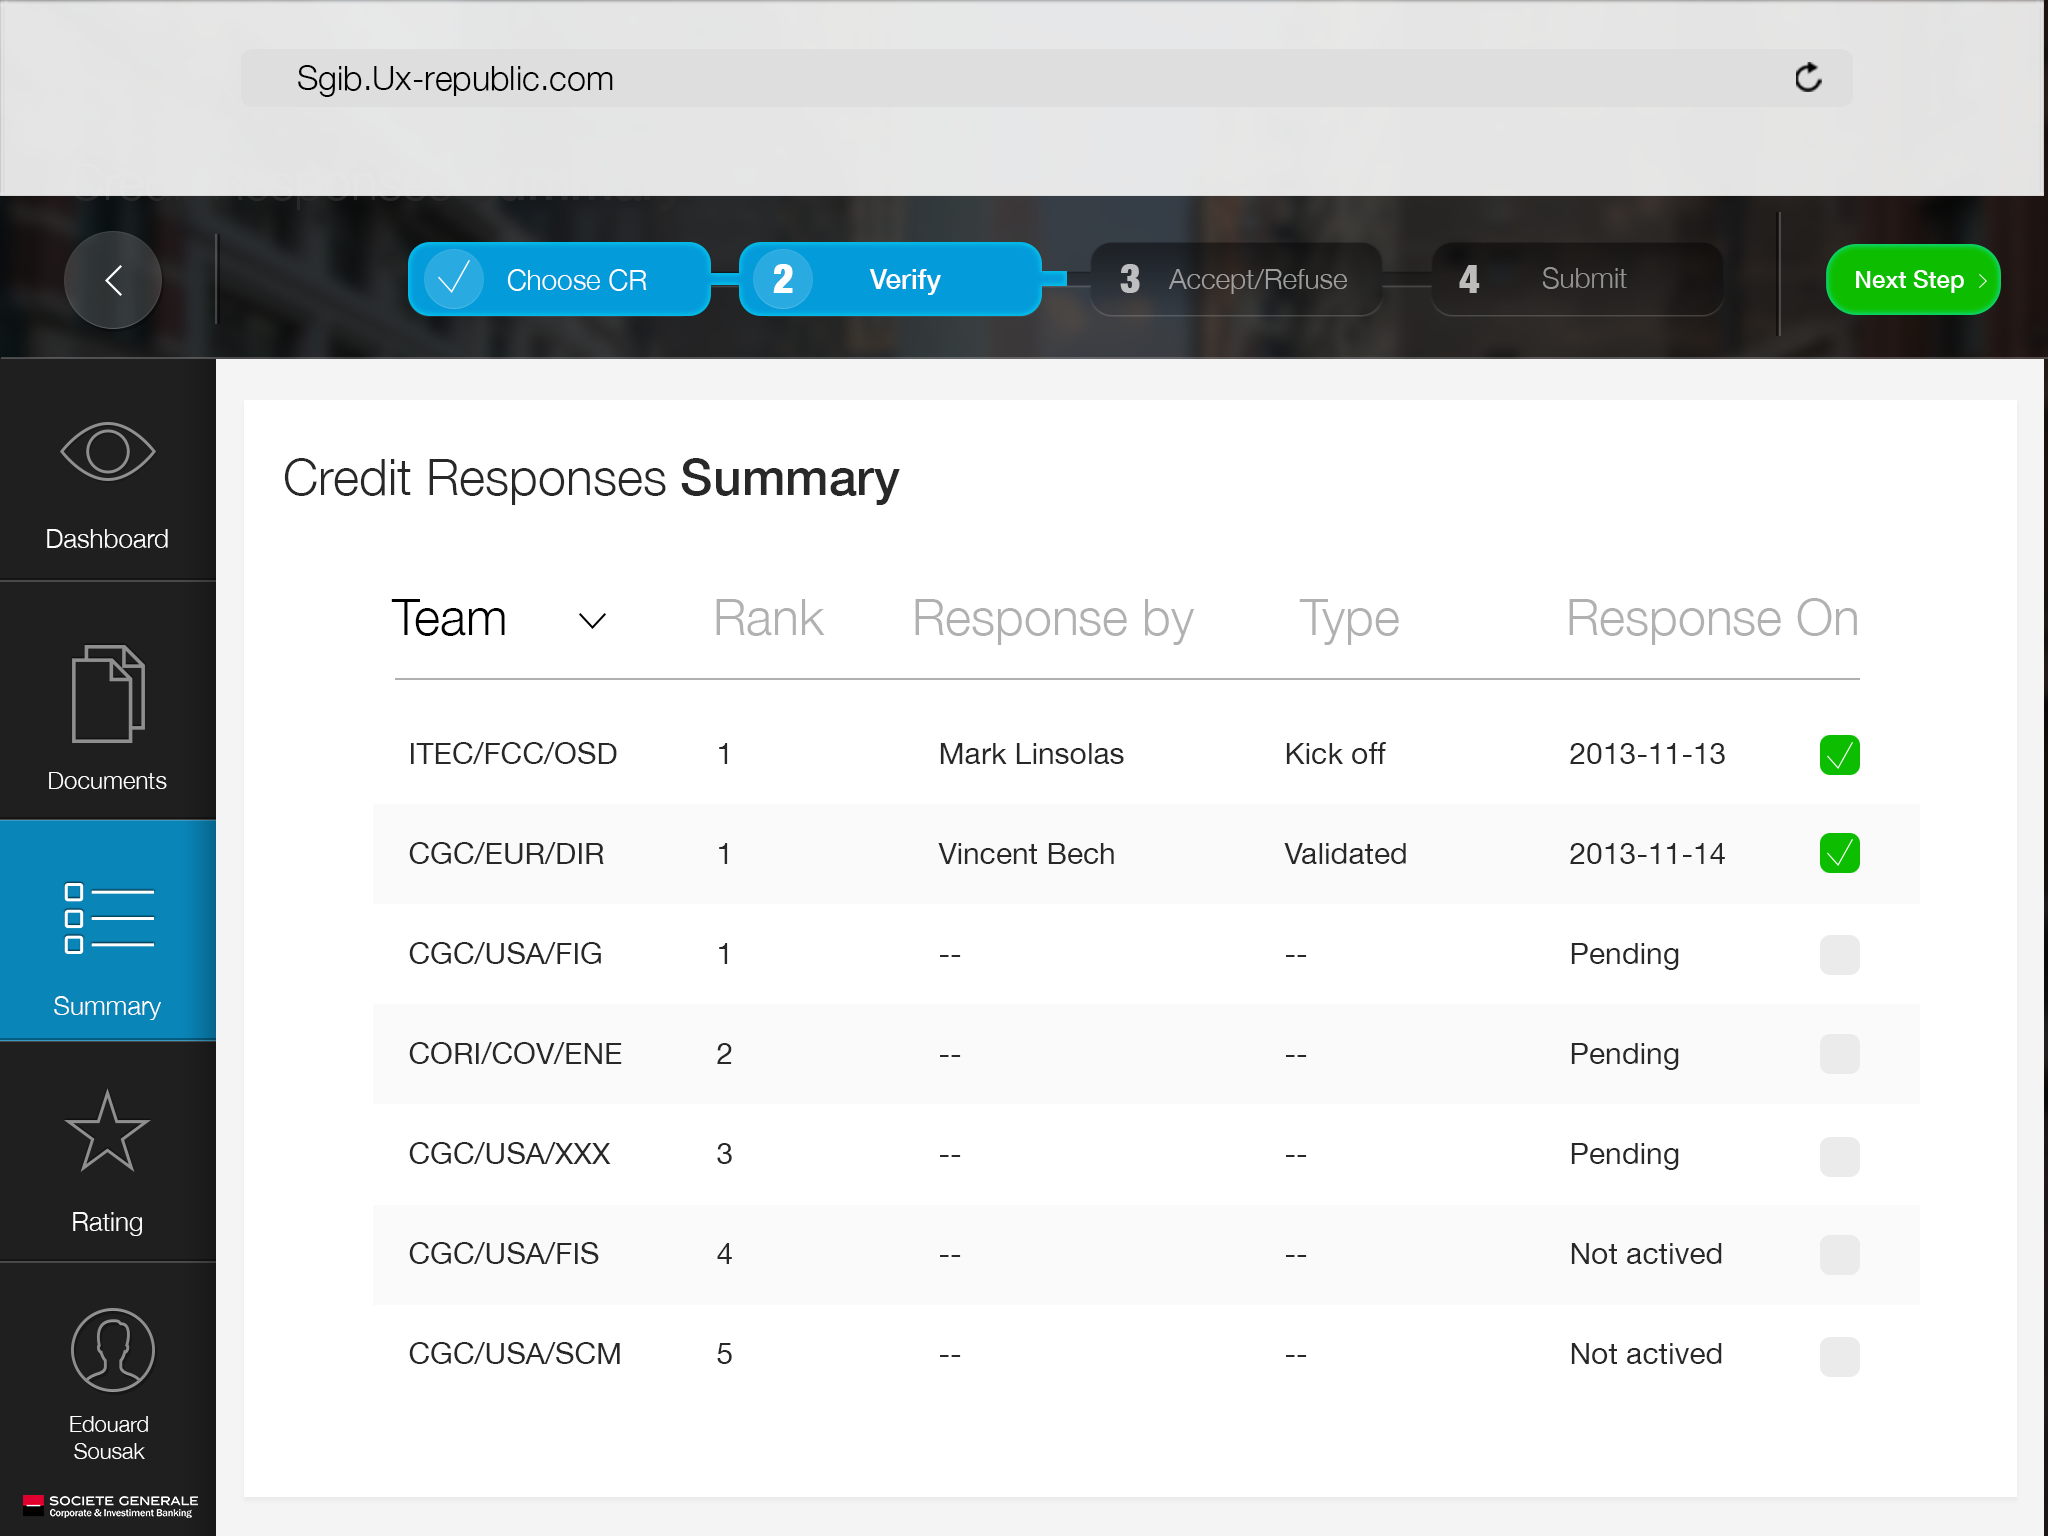 Sgib.Ux-republic.com
Choose CR
2 Verify
3 Accept/Refuse
4 Submit
Next Step
Dashboard
Documents
Summary
Rating
Edouard
Sousak
SOCIETE GENERALE
Corporate & Investiment Banking
Credit Responses Summary
Team Rank Response by Type Response On
ITEC/FCC/OSD 1 Mark Linsolas Kick off 2013-11-13
CGC/EUR/DIR 1 Vincent Bech Validated 2013-11-14
CGC/USA/FIG 1 -- -- Pending
CORI/COV/ENE 2 -- -- Pending
CGC/USA/XXX 3 -- -- Pending
CGC/USA/FIS 4 -- -- Not actived
CGC/USA/SCM 5 -- -- Not actived